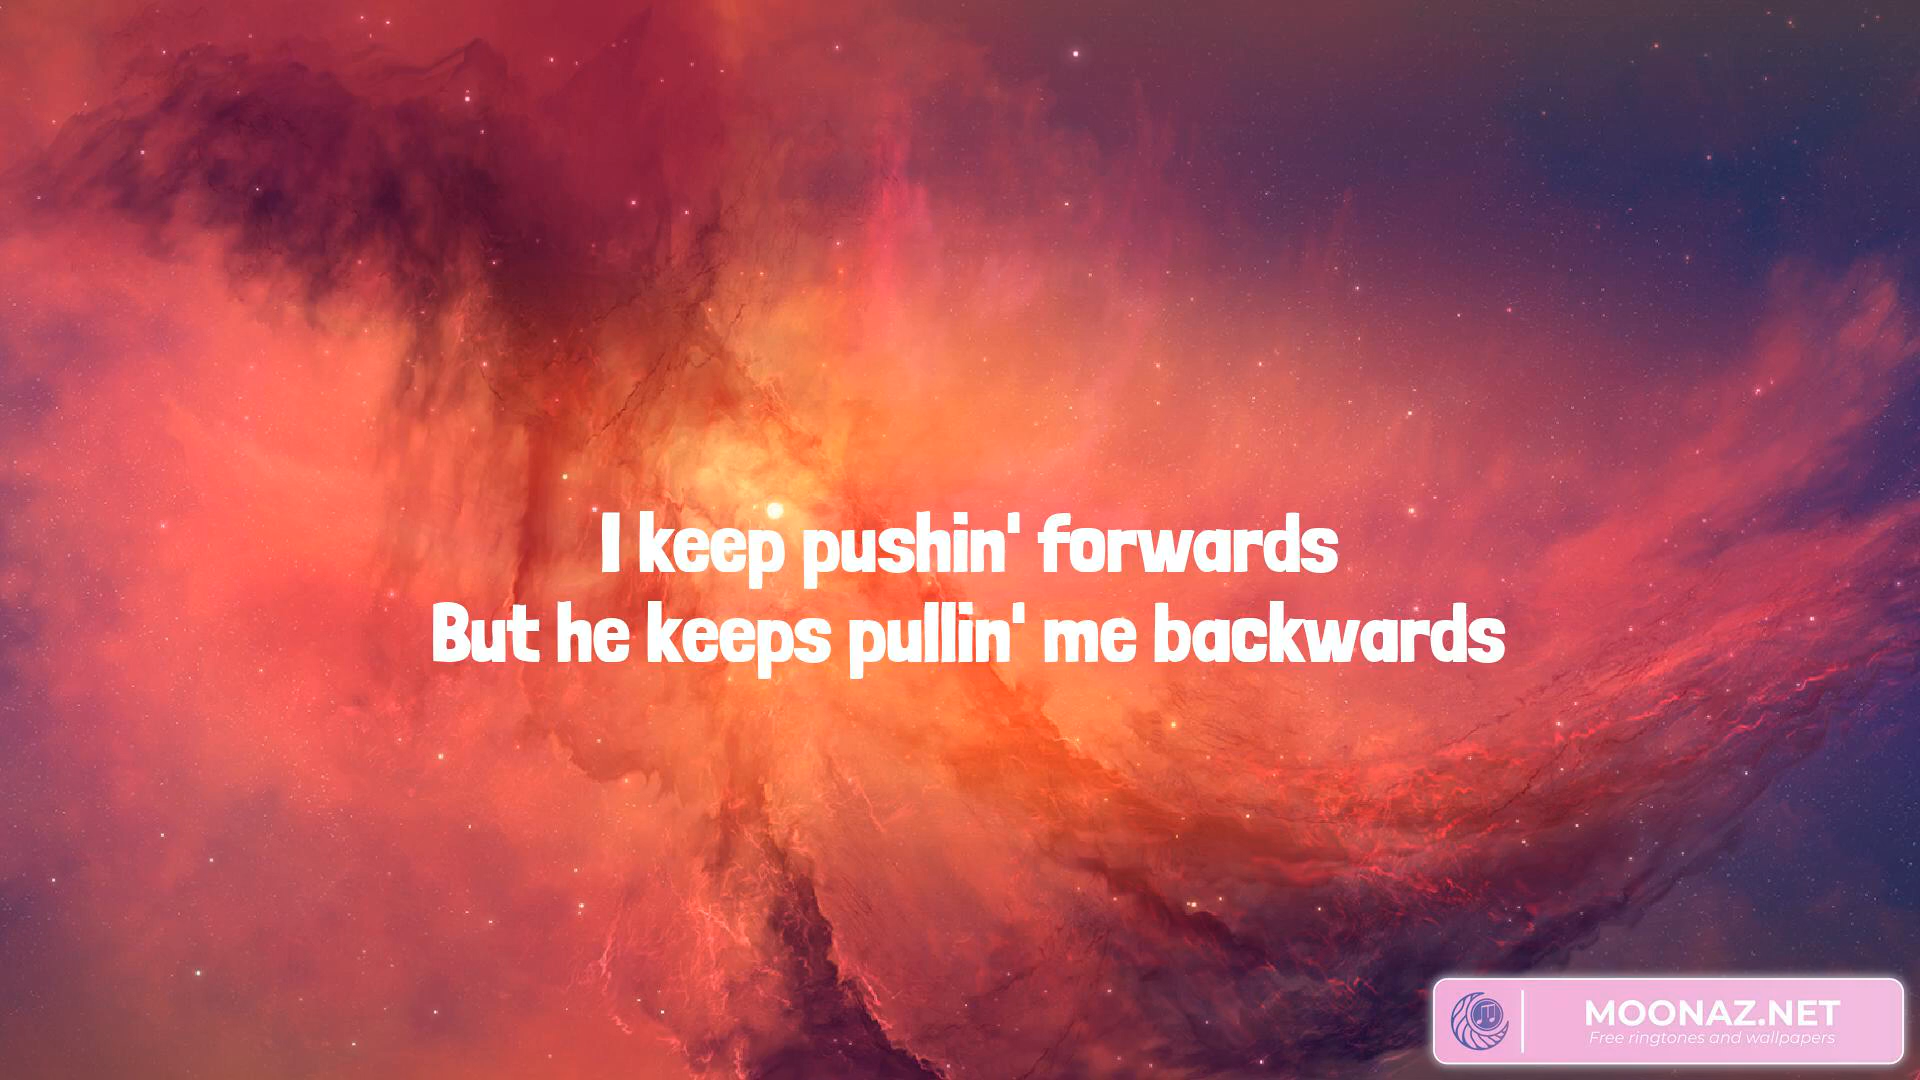 I keep pushin' forwards
But he keeps pullin' me backwards
MOONAZ.NET
Free ringtones and wallpapers